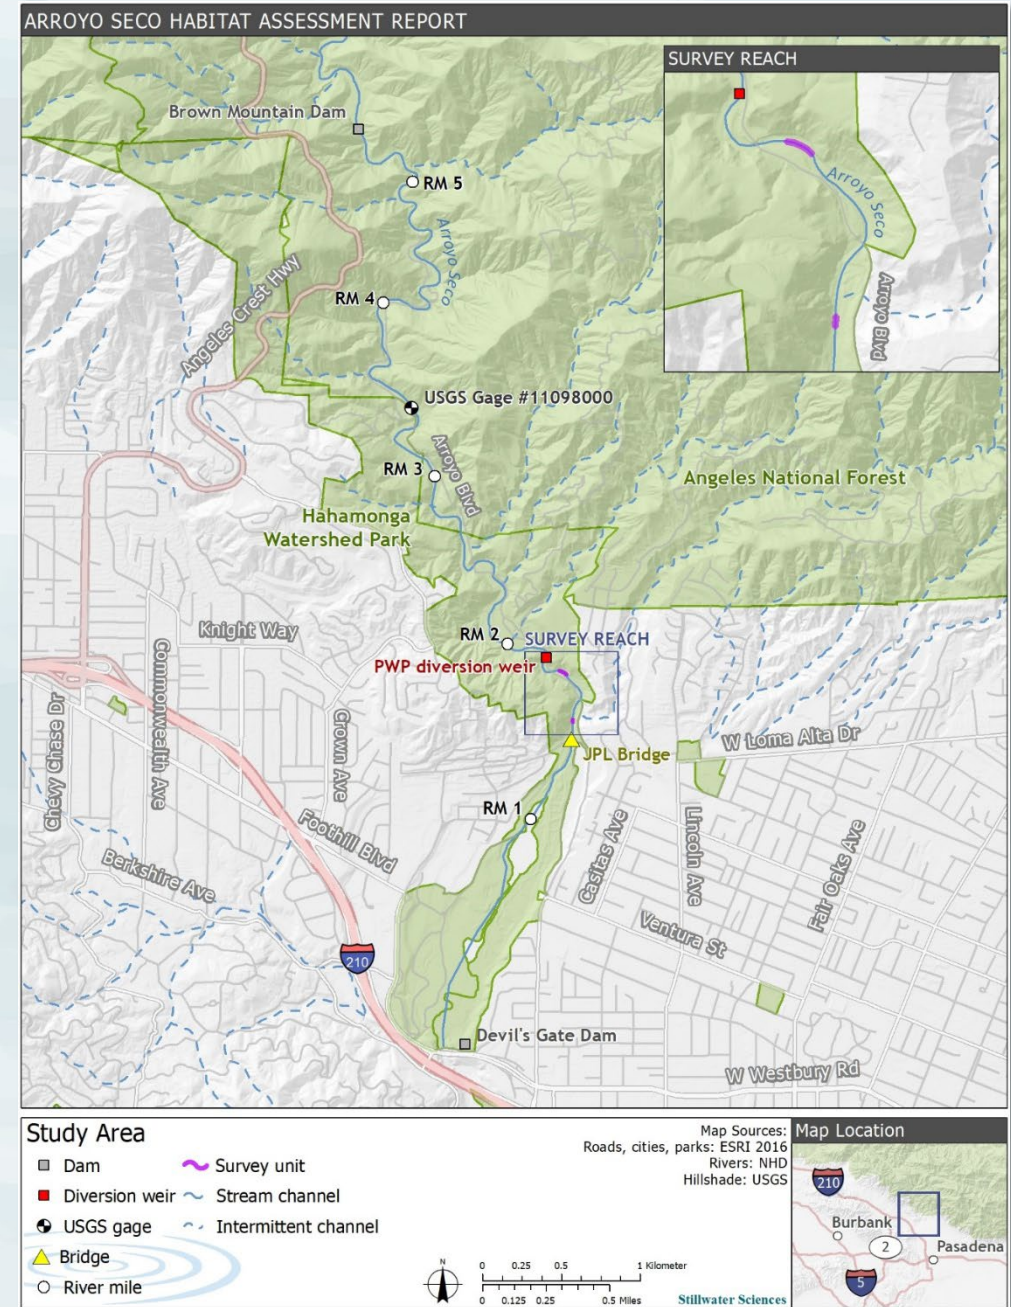 ARROYO SECO HABITAT ASSESSMENT REPORT
SURVEY REACH
Arroyo Seco
Arroyo Blvd
Brown Mountain Dam
RM 5
Arroyo Seco
RM 4
Angeles Crest Hwy
USGS Gage #11098000
Arroyo Blvd
RM 3
Angeles National Forest
Hahamonga
Watershed Park
Knight Way
RM 2
SURVEY REACH
PWP diversion weir
Commonwealth Ave
Chevy Chase Dr
Crown Ave
W Loma Alta Dr
JPL Bridge
RM 1
Foothill Blvd
Berkshire Ave
Casitas Ave
Lincoln Ave
Fair Oaks Ave
Ventura St
210
Devil's Gate Dam
W Westbury Rd
Study Area
Dam
Survey unit
Diversion weir
Stream channel
USGS gage
Intermittent channel
Bridge
River mile
Map Sources:
Roads, cities, parks: ESRI 2016
Rivers: NHD
Hillshade: USGS
N
0 0.25 0.5 1 Kilometer
0 0.125 0.25 0.5 Miles
Stillwater Sciences
Map Location
210
Burbank
2
Pasadena
5